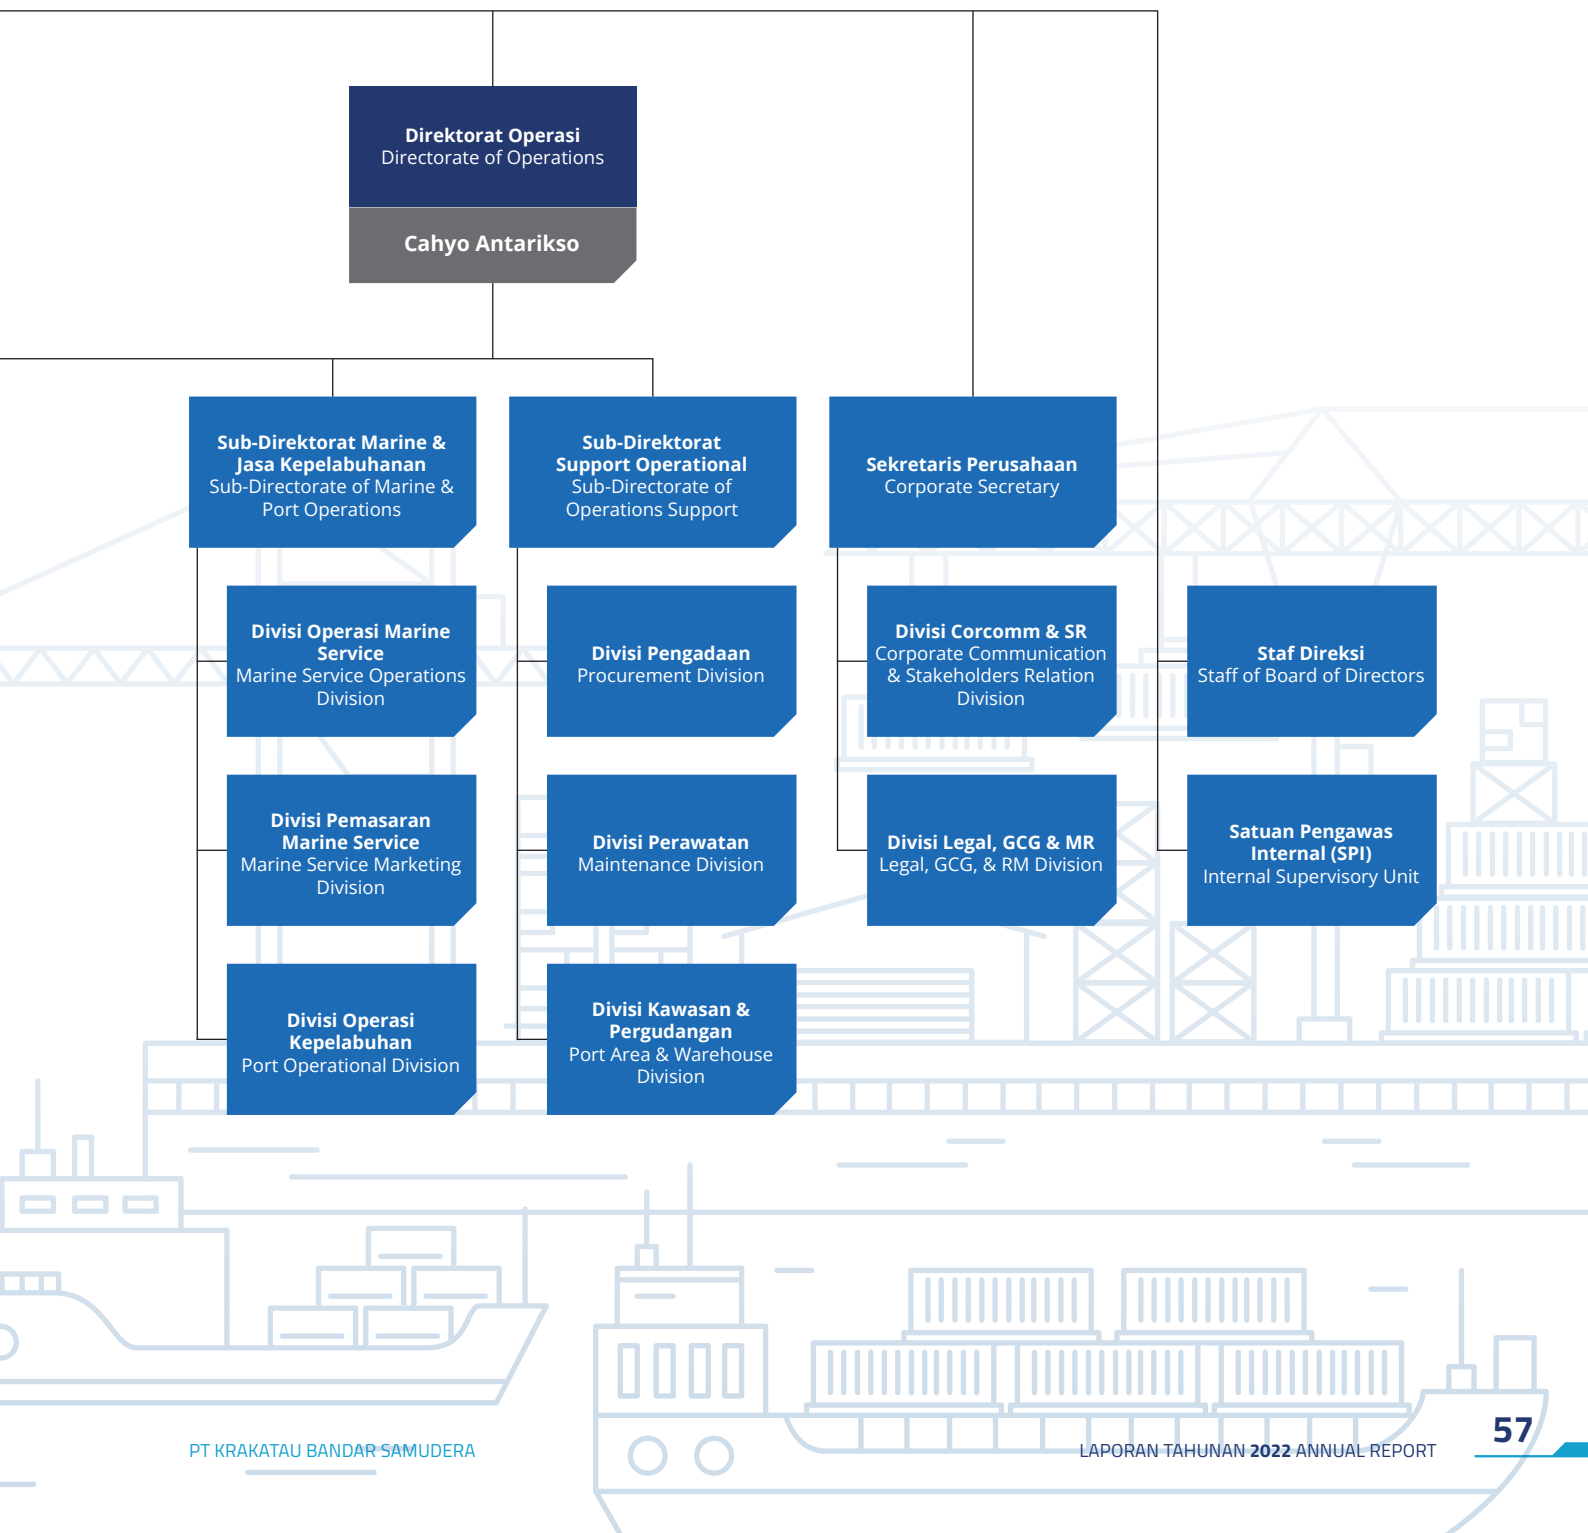 Direktorat Operasi
Directorate of Operations
Cahyo Antarikso
Sub-Direktorat Marine &
Jasa Kepelabuhanan
Sub-Directorate of Marine &
Port Operations
Divisi Operasi Marine
Service
Marine Service Operations
Division
Divisi Pemasaran
Marine Service
Marine Service Marketing
Division
Divisi Operasi
Kepelabuhan
Port Operational Division
Sub-Direktorat
Support Operational
Sub-Directorate of
Operations Support
Divisi Pengadaan
Procurement Division
Divisi Perawatan
Maintenance Division
Divisi Kawasan &
Pergudangan
Port Area & Warehouse
Division
Sekretaris Perusahaan
Corporate Secretary
Divisi Corcomm & SR
Corporate Communication
& Stakeholders Relation
Division
Divisi Legal, GCG & MR
Legal, GCG, & RM Division
Staf Direksi
Staff of Board of Directors
Satuan Pengawas
Internal (SPI)
Internal Supervisory Unit
PT KRAKATAU BANDAR SAMUDERA
LAPORAN TAHUNAN 2022 ANNUAL REPORT
57